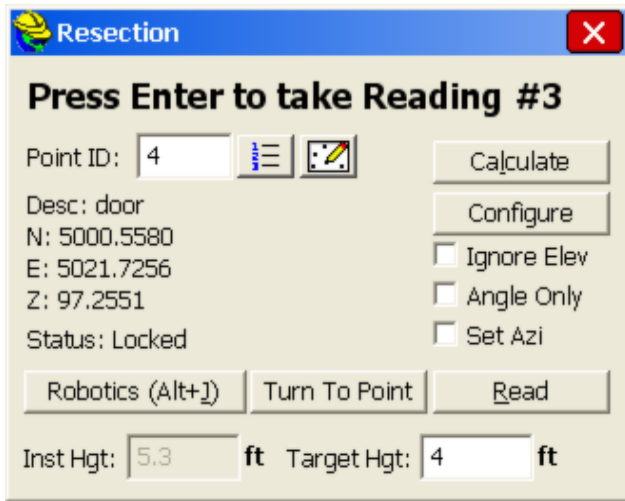 Resection
Press Enter to take Reading #3
Point ID: 4
Calculate
Desc: door
Configure
N: 5000.5580
Ignore Elev
E: 5021.7256
Angle Only
Z: 97.2551
Set Azi
Status: Locked
Robotics (Alt+J) Turn To Point Read
Inst Hgt: 5.3 ft Target Hgt: 4 ft